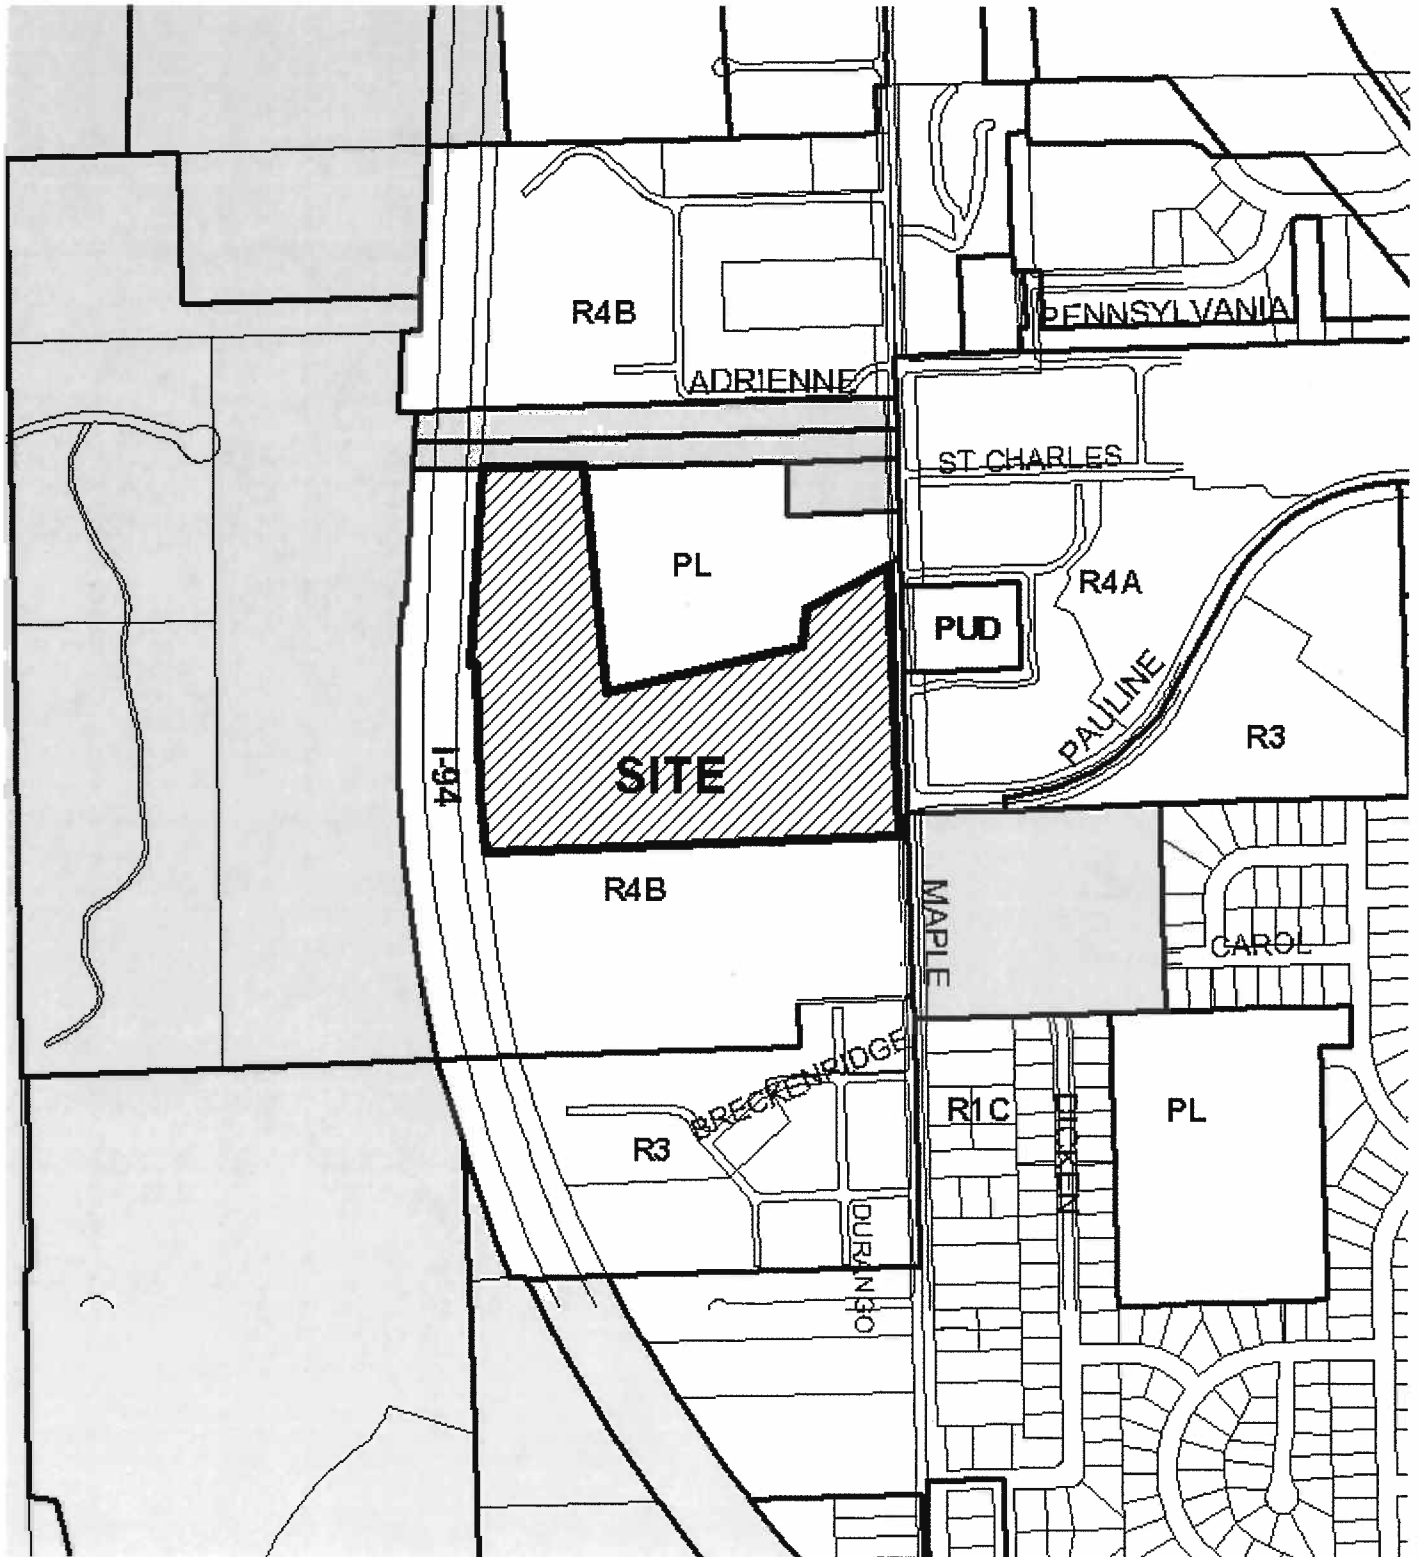 R4B
PENNSYLVANIA
ADRIENNE
ST CHARLES
PL
R4A
PUD
PAULINE
R3
I-94
SITE
R4B
MAPLE
CAROL
BRECKENRIDGE
R1C
PL
DICKEN
R3
DURANGO